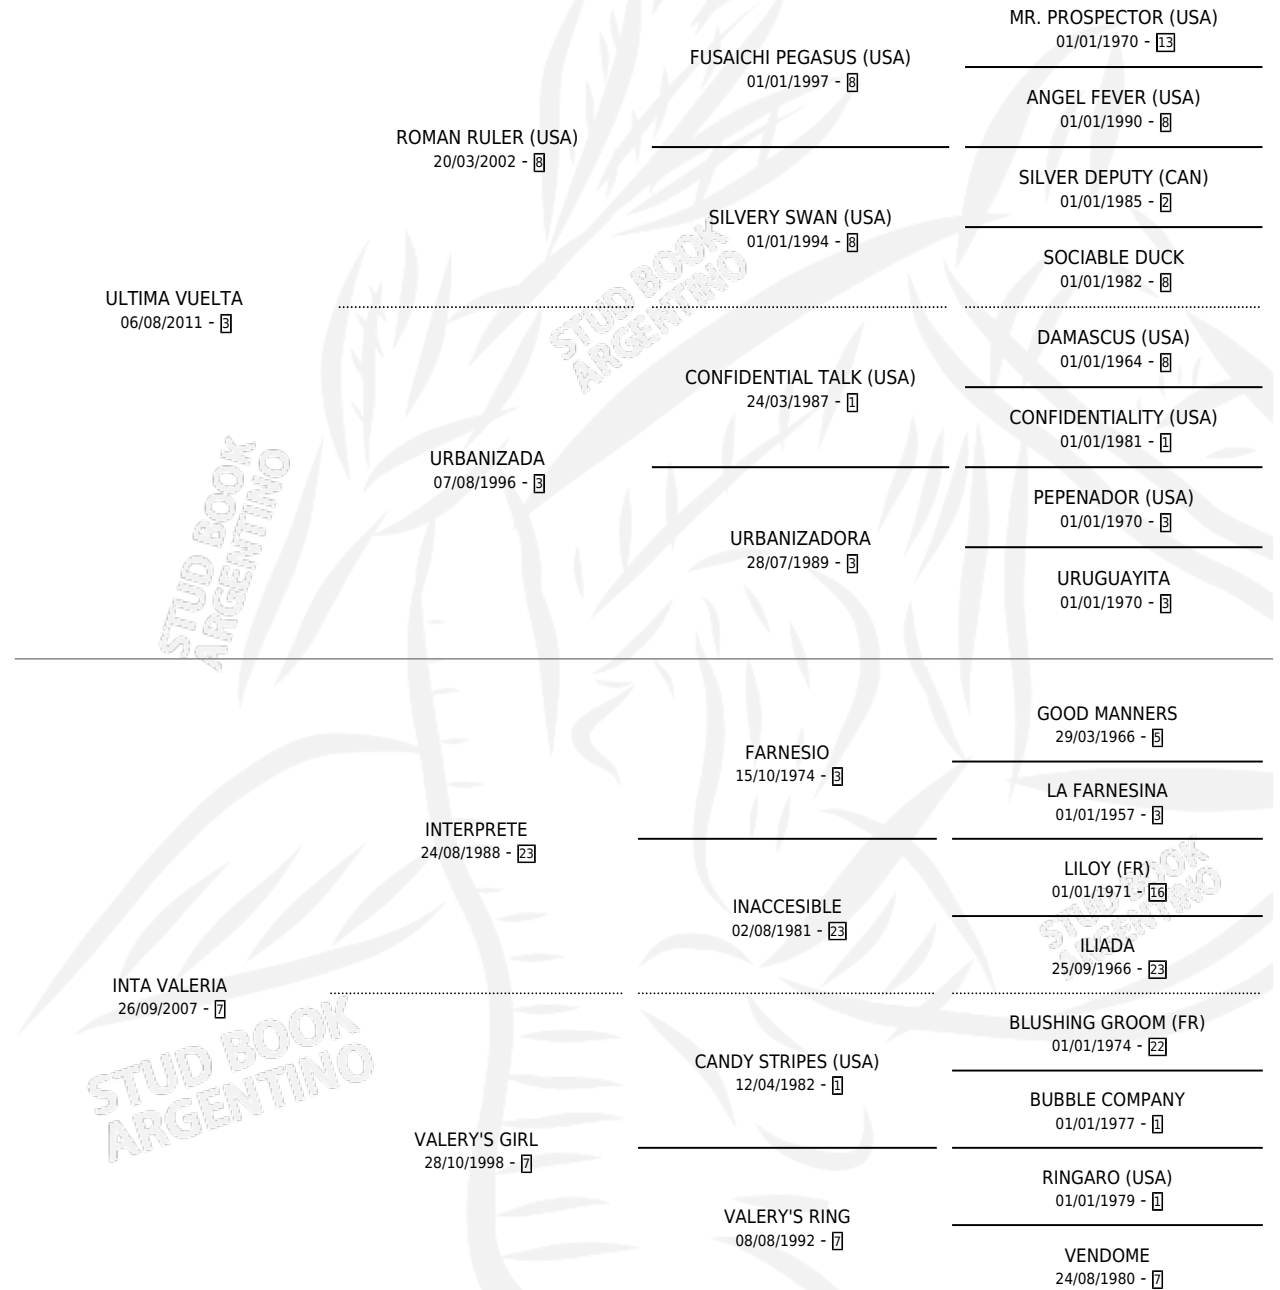 MR. PROSPECTOR (USA)
01/01/1970 - 13
FUSAICHI PEGASUS (USA)
01/01/1997 - 8
ANGEL FEVER (USA)
01/01/1990 - 8
ROMAN RULER (USA)
20/03/2002 - 8
SILVER DEPUTY (CAN)
01/01/1985 - 2
SILVERY SWAN (USA)
01/01/1994 - 8
SOCIABLE DUCK
01/01/1982 - 8
ULTIMA VUELTA
06/08/2011 - 3
STUD BOOK
ARGENTINO
DAMASCUS (USA)
01/01/1964 - 8
CONFIDENTIAL TALK (USA)
24/03/1987 - 1
CONFIDENTIALITY (USA)
01/01/1981 - 1
URBANIZADA
07/08/1996 - 3
PEPENADOR (USA)
01/01/1970 - 3
URBANIZADORA
28/07/1989 - 3
URUGUAYITA
01/01/1970 - 3
STUD BOOK
ARGENTINO
GOOD MANNERS
29/03/1966 - 5
FARNESIO
15/10/1974 - 3
LA FARNESINA
01/01/1957 - 3
INTERPRETE
24/08/1988 - 23
LILOY (FR)
01/01/1971 - 16
INACCESIBLE
02/08/1981 - 23
ILIADA
25/09/1966 - 23
STUD BOOK
ARGENTINO
INTA VALERIA
26/09/2007 - 7
STUD BOOK
ARGENTINO
BLUSHING GROOM (FR)
01/01/1974 - 22
CANDY STRIPES (USA)
12/04/1982 - 1
BUBBLE COMPANY
01/01/1977 - 1
VALERY'S GIRL
28/10/1998 - 7
RINGARO (USA)
01/01/1979 - 1
VALERY'S RING
08/08/1992 - 7
VENDOME
24/08/1980 - 7